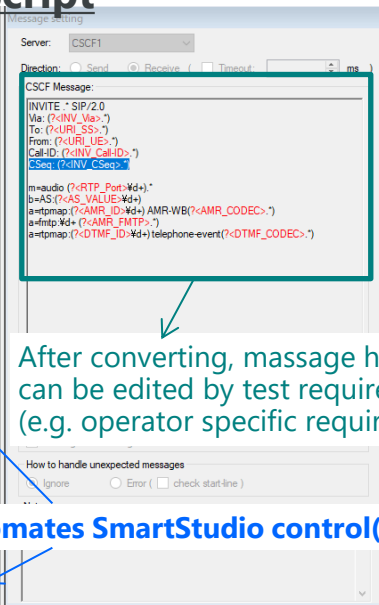 cript
Message setting
Server: CSCF1
Direction: Send Receive ( Timeout: ms )
CSCF Message:
INVITE .* SIP/2.0
Via: (?<INV_Via>.*)
To: (?<URI_SS>.*)
From: (?<URI_UE>.*)
Call-ID: (?<INV_Call-ID>.*)
CSeq: (?<INV_CSeq>.*)
m=audio (?<RTP_Port>¥d+).*
b=AS:(?<AS_VALUE>¥d+)
a=rtpmap:(?<AMR_ID>¥d+) AMR-WB(?<AMR_CODEC>.*)
a=fmtp:¥d+ (?<AMR_FMTP>.*)
a=rtpmap:(?<DTMF_ID>¥d+) telephone-event(?<DTMF_CODEC>.*)
After converting, massage h
can be edited by test require
(e.g. operator specific requir
How to handle unexpected messages
Ignore Error ( check start-line )
omates SmartStudio control(